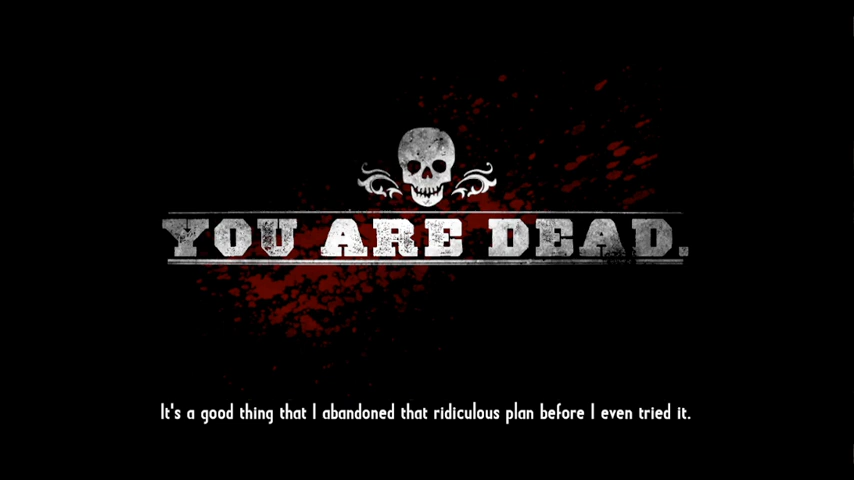 YOU ARE DEAD.
It's a good thing that I abandoned that ridiculous plan before I even tried it.